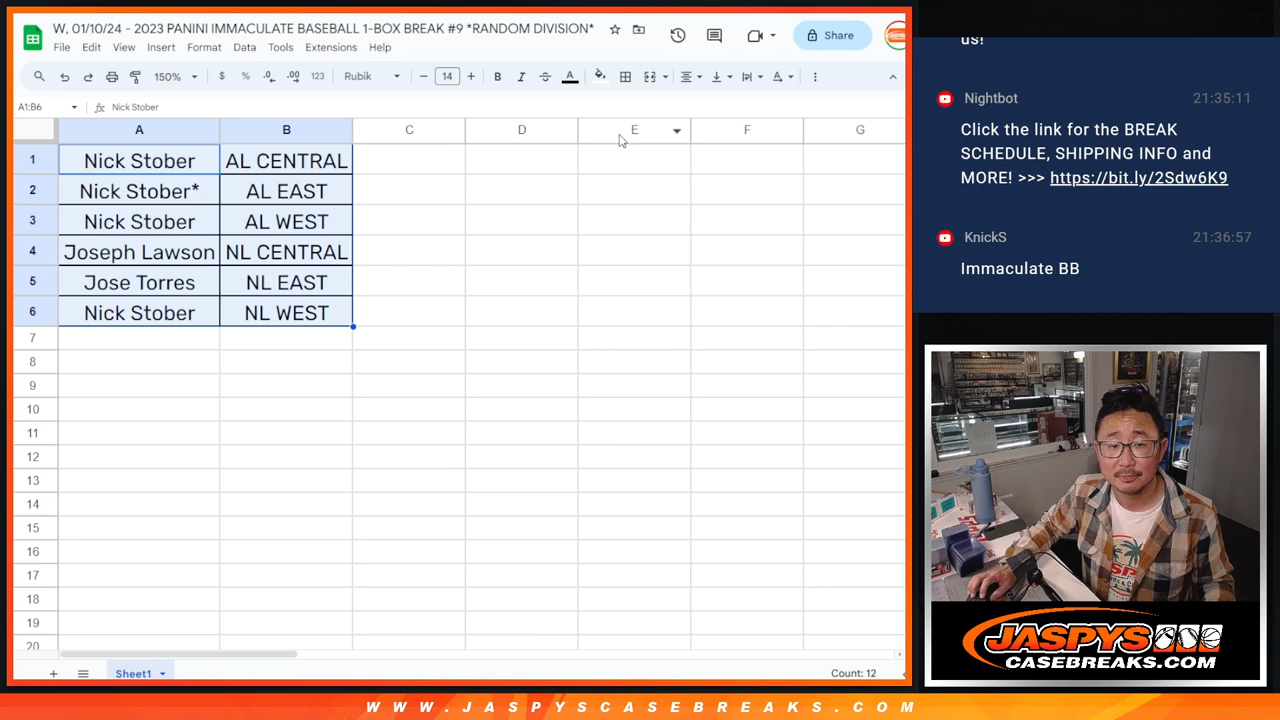 W, 01/10/24 - 2023 PANINI IMMACULATE BASEBALL 1-BOX BREAK #9 *RANDOM DIVISION*
File Edit View Insert Format Data Tools Extensions Help
Share
150% $ % .0 .00 123 Rubik 14 B I A
A1:B6 fx Nick Stober
A B C D E F G
1 Nick Stober AL CENTRAL
2 Nick Stober* AL EAST
3 Nick Stober AL WEST
4 Joseph Lawson NL CENTRAL
5 Jose Torres NL EAST
6 Nick Stober NL WEST
7
8
9
10
11
12
13
14
15
16
17
18
19
20
Sheet1 Count: 12
us!
Nightbot 21:35:11
Click the link for the BREAK
SCHEDULE, SHIPPING INFO and
MORE! >>> https://bit.ly/2Sdw6K9
KnickS 21:36:57
Immaculate BB
JASPYS
CASEBREAKS.COM
WWW.JASPYSCASEBREAKS.COM